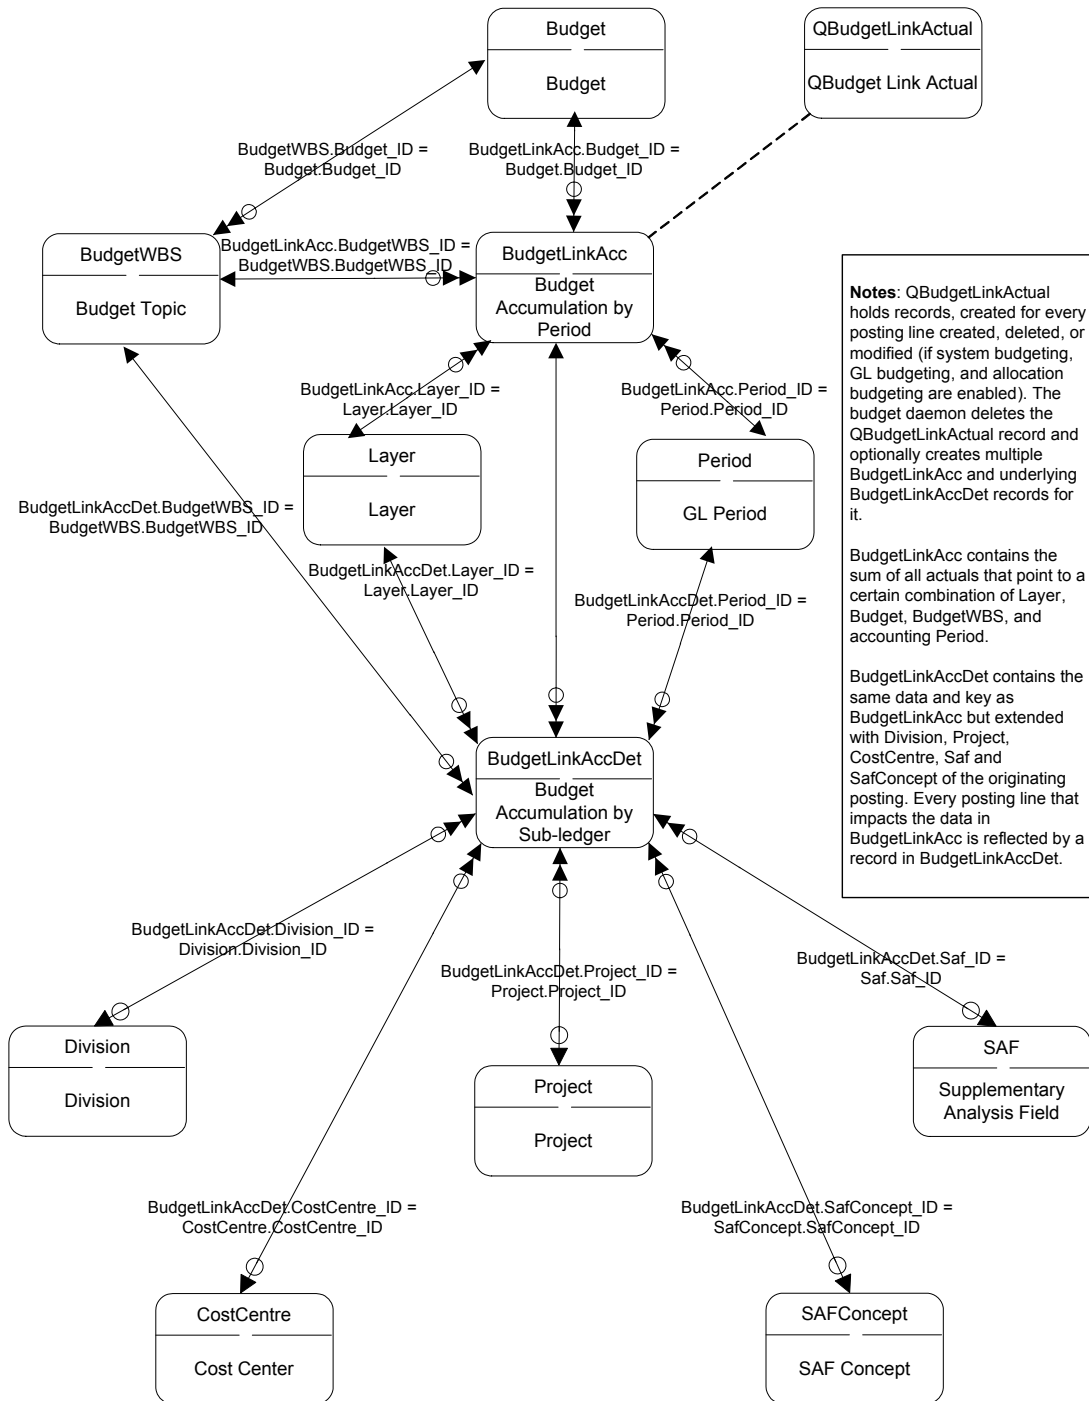 Budget
Budget
QBudgetLinkActual
QBudget Link Actual
BudgetWBS.Budget_ID =
Budget.Budget_ID
BudgetLinkAcc.Budget_ID =
Budget.Budget_ID
BudgetWBS
Budget Topic
BudgetLinkAcc.BudgetWBS_ID =
BudgetWBS.BudgetWBS_ID
BudgetLinkAcc
Budget
Accumulation by
Period
Notes: QBudgetLinkActual
holds records, created for every
posting line created, deleted, or
modified (if system budgeting,
GL budgeting, and allocation
budgeting are enabled). The
budget daemon deletes the
QBudgetLinkActual record and
optionally creates multiple
BudgetLinkAcc and underlying
BudgetLinkAccDet records for
it.
BudgetLinkAcc contains the
sum of all actuals that point to a
certain combination of Layer,
Budget, BudgetWBS, and
accounting Period.
BudgetLinkAccDet contains the
same data and key as
BudgetLinkAcc but extended
with Division, Project,
CostCentre, Saf and
SafConcept of the originating
posting. Every posting line that
impacts the data in
BudgetLinkAcc is reflected by a
record in BudgetLinkAccDet.
BudgetLinkAcc.Layer_ID =
Layer.Layer_ID
BudgetLinkAcc.Period_ID =
Period.Period_ID
Layer
Layer
Period
GL Period
BudgetLinkAccDet.BudgetWBS_ID =
BudgetWBS.BudgetWBS_ID
BudgetLinkAccDet.Layer_ID =
Layer.Layer_ID
BudgetLinkAccDet.Period_ID =
Period.Period_ID
BudgetLinkAccDet
Budget
Accumulation by
Sub-ledger
BudgetLinkAccDet.Division_ID =
Division.Division_ID
BudgetLinkAccDet.Project_ID =
Project.Project_ID
BudgetLinkAccDet.Saf_ID =
Saf.Saf_ID
Division
Division
Project
Project
SAF
Supplementary
Analysis Field
BudgetLinkAccDet.CostCentre_ID =
CostCentre.CostCentre_ID
BudgetLinkAccDet.SafConcept_ID =
SafConcept.SafConcept_ID
CostCentre
Cost Center
SAFConcept
SAF Concept